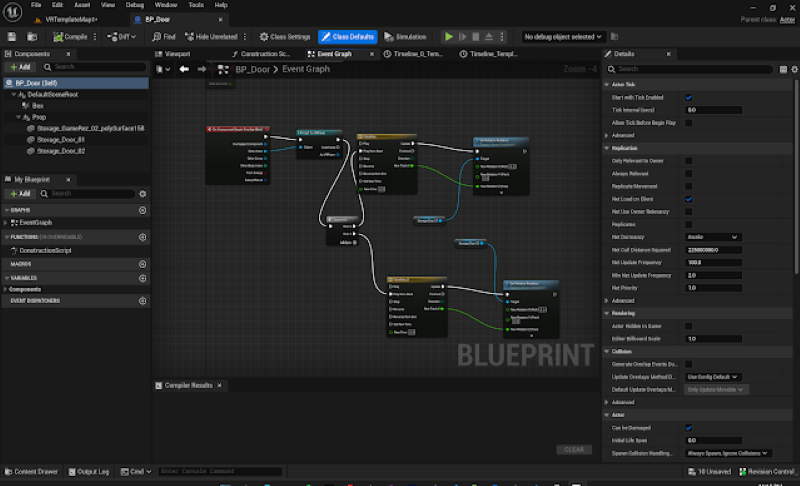 File Edit Asset View Debug Window Tools Help
VRTemplateMap•
BP_Door
Parent class: Actor
Compile
Diff
Find
Hide Unrelated
Class Settings
Class Defaults
Simulation
No debug object selected
Components
Viewport
Construction Sc...
Event Graph
Timeline_0_Tem...
Timeline_Templ...
Details
Add
Search
BP_Door > Event Graph
Zoom -4
Search
BP_Door (Self)
DefaultSceneRoot
Box
Prop
Storage_Door_01
Storage_Door_02
Actor Tick
Start with Tick Enabled
Tick Interval (secs) 0.0
Allow Tick Before Begin Play
Advanced
Replication
Only Relevant to Owner
Always Relevant
Replicate Movement
Net Load on Client
Net Use Owner Relevancy
Replicates
Net Dormancy Awake
Net Cull Distance Squared 225000000.0
Net Update Frequency 100.0
Min Net Update Frequency 2.0
Net Priority 1.0
Advanced
Rendering
Actor Hidden In Game
Editor Billboard Scale 1.0
Collision
Generate Overlap Events Du
Update Overlaps Method D... Use Config Default
Default Update Overlaps M Only Update Movable
Advanced
Actor
Can be Damaged
Initial Life Span 0.0
Spawn Collision Handling... Always Spawn, Ignore Collisions
My Blueprint
Add
Search
GRAPHS
EventGraph
FUNCTIONS (18 OVERRIDABLE)
ConstructionScript
MACROS
VARIABLES
Components
EVENT DISPATCHERS
BLUEPRINT
Compiler Results
CLEAR
Content Drawer
Output Log
Cmd
Enter Console Command
10 Unsaved
Revision Control